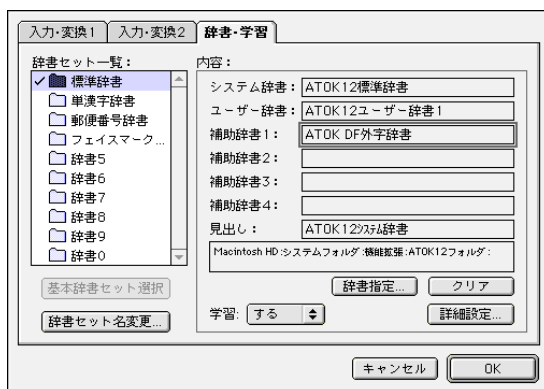 入力・変換1 入力・変換2 辞書・学習
辞書セット一覧：
標準辞書
単漢字辞書
郵便番号辞書
フェイスマーク...
辞書5
辞書6
辞書7
辞書8
辞書9
辞書0
基本辞書セット選択
辞書セット名変更...
内容：
システム辞書： ATOK12標準辞書
ユーザー辞書： ATOK12ユーザー辞書1
補助辞書1： ATOK DF外字辞書
補助辞書2：
補助辞書3：
補助辞書4：
見出し： ATOK12システム辞書
Macintosh HD:システムフォルダ:機能拡張:ATOK12フォルダ:
辞書指定... クリア
学習: する 詳細設定...
キャンセル OK